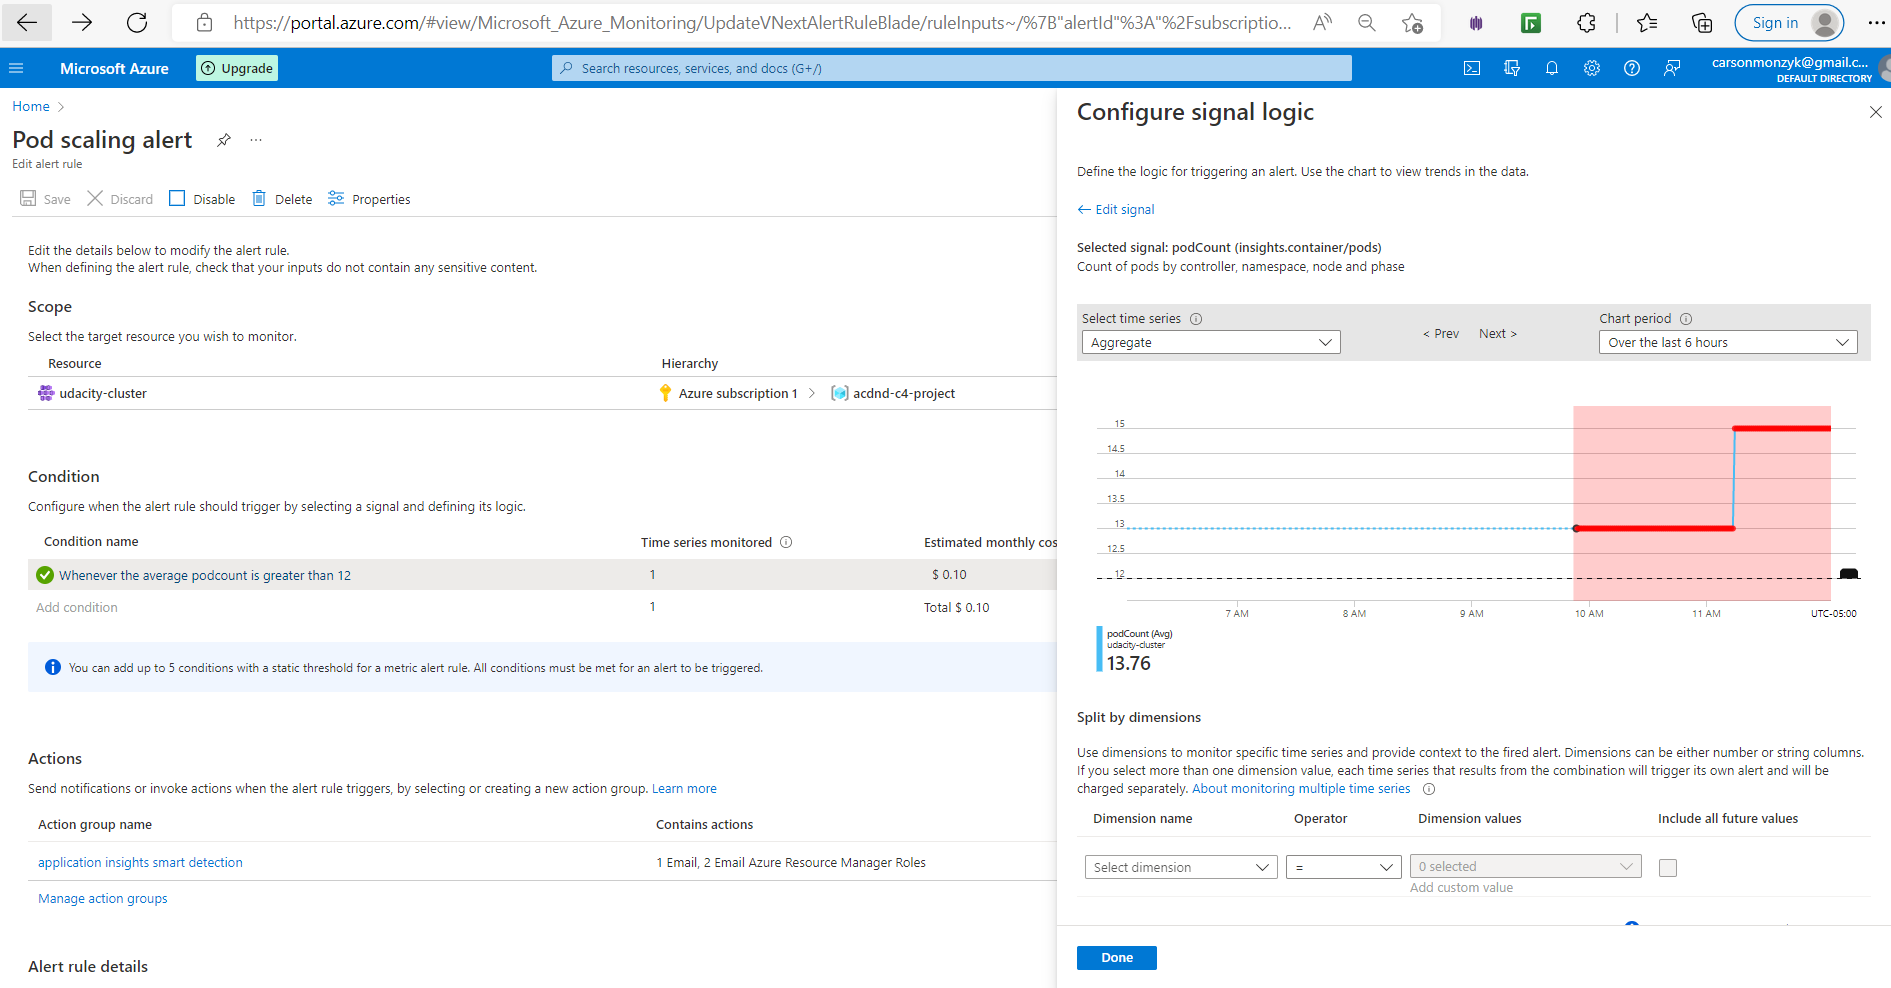 https://portal.azure.com/#view/Microsoft_Azure_Monitoring/UpdateVNextAlertRuleBlade/ruleInputs~/%7B"alertId"%3A"%2Fsubscriptio...
Sign in
Microsoft Azure
Upgrade
Search resources, services, and docs (G+/)
carsonmonzyk@gmail.c...
DEFAULT DIRECTORY
Home >
Pod scaling alert
...
Edit alert rule
Save
Discard
Disable
Delete
Properties
Edit the details below to modify the alert rule.
When defining the alert rule, check that your inputs do not contain any sensitive content.
Scope
Select the target resource you wish to monitor.
Resource
Hierarchy
udacity-cluster
Azure subscription 1 > acdnd-c4-project
Condition
Configure when the alert rule should trigger by selecting a signal and defining its logic.
Condition name
Time series monitored
Estimated monthly cos
Whenever the average podcount is greater than 12
1
$ 0.10
Add condition
1
Total $ 0.10
You can add up to 5 conditions with a static threshold for a metric alert rule. All conditions must be met for an alert to be triggered.
Actions
Send notifications or invoke actions when the alert rule triggers, by selecting or creating a new action group. Learn more
Action group name
Contains actions
application insights smart detection
1 Email, 2 Email Azure Resource Manager Roles
Manage action groups
Alert rule details
Configure signal logic
Define the logic for triggering an alert. Use the chart to view trends in the data.
← Edit signal
Selected signal: podCount (insights.container/pods)
Count of pods by controller, namespace, node and phase
Select time series
Aggregate
< Prev
Next >
Chart period
Over the last 6 hours
15
14.5
14
13.5
13
12.5
12
7 AM
8 AM
9 AM
10 AM
11 AM
UTC-05:00
podCount (Avg)
udacity-cluster
13.76
Split by dimensions
Use dimensions to monitor specific time series and provide context to the fired alert. Dimensions can be either number or string columns.
If you select more than one dimension value, each time series that results from the combination will trigger its own alert and will be
charged separately. About monitoring multiple time series
Dimension name
Operator
Dimension values
Include all future values
Select dimension
=
0 selected
Add custom value
Done